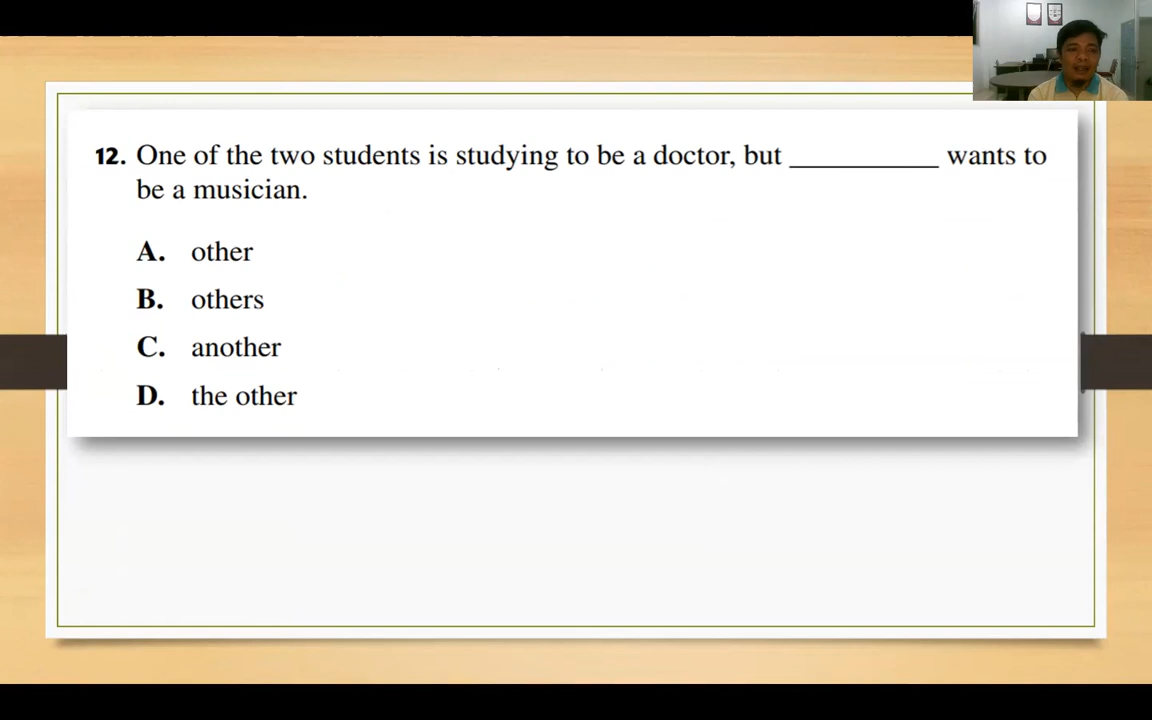 12. One of the two students is studying to be a doctor, but __________ wants to
be a musician.
A. other
B. others
C. another
D. the other